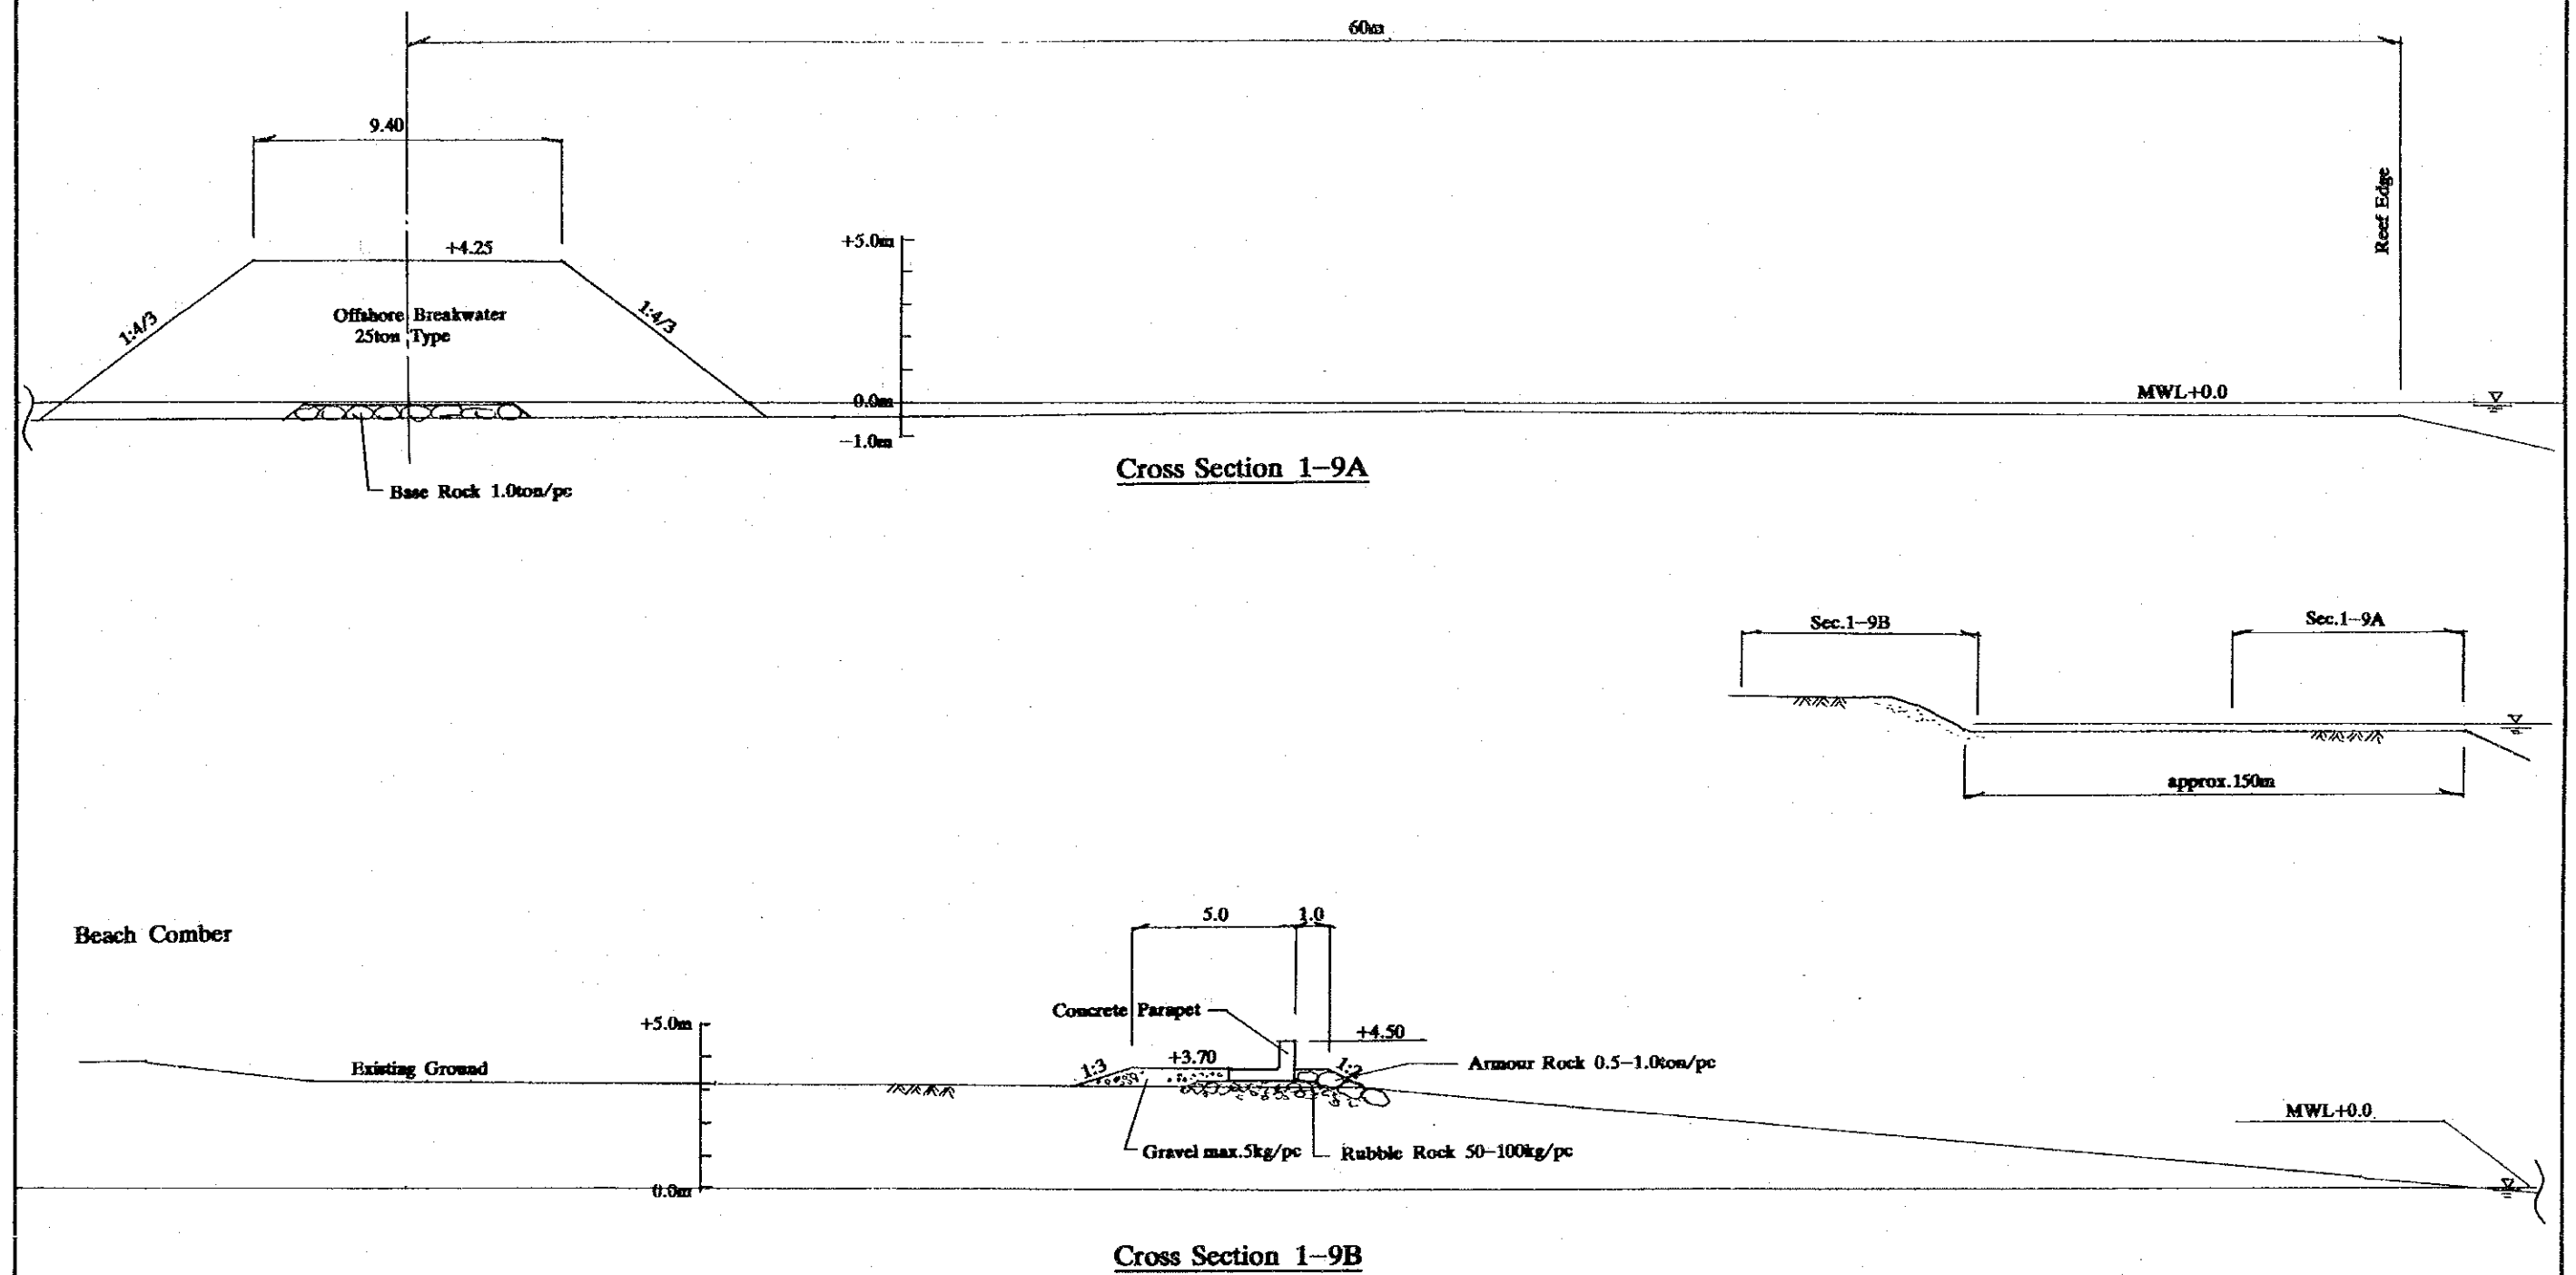 60m
9.40
+4.25
1:4/3
1:4/3
Offshore Breakwater
25ton Type
+5.0m
0.0m
-1.0m
Reef Edge
MWL+0.0
Base Rock 1.0ton/pc
Cross Section 1-9A
Sec.1-9B
Sec.1-9A
approx.150m
Beach Comber
5.0
1.0
Concrete Parapet
+4.50
+5.0m
Existing Ground
1:3
+3.70
1:2
Armour Rock 0.5-1.0ton/pc
MWL+0.0
Gravel max.5kg/pc
Rubble Rock 50-100kg/pc
0.0m
Cross Section 1-9B